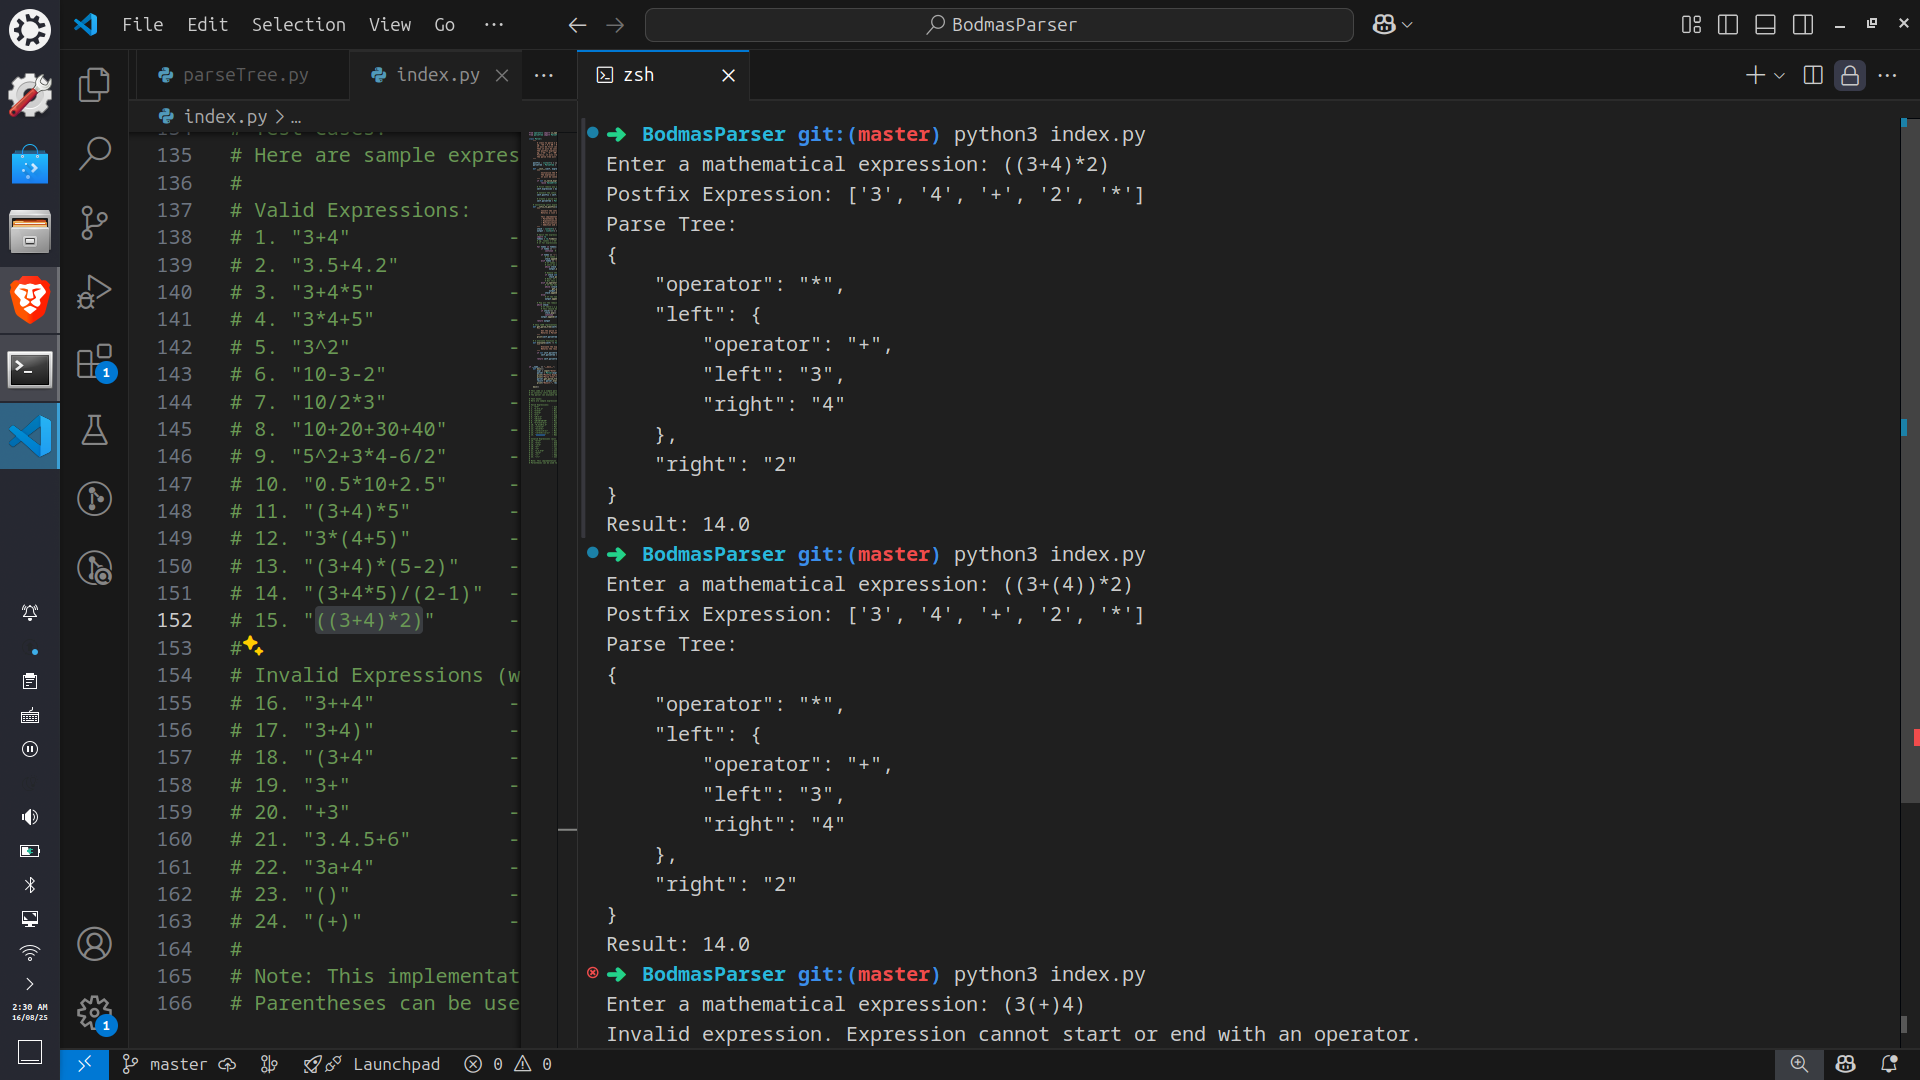 File Edit Selection View Go ...
BodmasParser
parseTree.py
index.py
zsh
index.py > ...
135 # Here are sample expres
136 #
137 # Valid Expressions:
138 # 1. "3+4" -
139 # 2. "3.5+4.2" -
140 # 3. "3+4*5" -
141 # 4. "3*4+5" -
142 # 5. "3^2" -
143 # 6. "10-3-2" -
144 # 7. "10/2*3" -
145 # 8. "10+20+30+40" -
146 # 9. "5^2+3*4-6/2" -
147 # 10. "0.5*10+2.5" -
148 # 11. "(3+4)*5" -
149 # 12. "3*(4+5)" -
150 # 13. "(3+4)*(5-2)" -
151 # 14. "(3+4*5)/(2-1)" -
152 # 15. "((3+4)*2)" -
153 #
154 # Invalid Expressions (w
155 # 16. "3++4" -
156 # 17. "3+4)" -
157 # 18. "(3+4" -
158 # 19. "3+" -
159 # 20. "+3" -
160 # 21. "3.4.5+6" -
161 # 22. "3a+4" -
162 # 23. "()" -
163 # 24. "(+)" -
164 #
165 # Note: This implementat
166 # Parentheses can be use
➜ BodmasParser git:(master) python3 index.py
Enter a mathematical expression: ((3+4)*2)
Postfix Expression: ['3', '4', '+', '2', '*']
Parse Tree:
{
"operator": "*",
"left": {
"operator": "+",
"left": "3",
"right": "4"
},
"right": "2"
}
Result: 14.0
➜ BodmasParser git:(master) python3 index.py
Enter a mathematical expression: ((3+(4))*2)
Postfix Expression: ['3', '4', '+', '2', '*']
Parse Tree:
{
"operator": "*",
"left": {
"operator": "+",
"left": "3",
"right": "4"
},
"right": "2"
}
Result: 14.0
➜ BodmasParser git:(master) python3 index.py
Enter a mathematical expression: (3(+)4)
Invalid expression. Expression cannot start or end with an operator.
1
1
2:30 AM
16/08/25
master
Launchpad
0 0